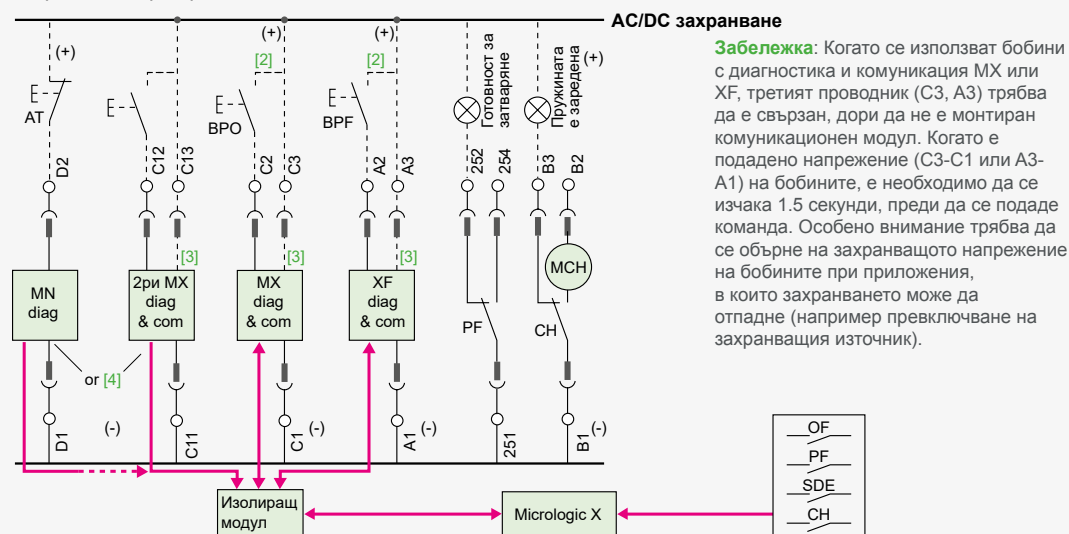 AC/DC захранване
Забележка: Когато се използват бобини
с диагностика и комуникация MX или
XF, третият проводник (C3, A3) трябва
да е свързан, дори да не е монтиран
комуникационен модул. Когато е
подадено напрежение (C3-C1 или A3-
A1) на бобините, е необходимо да се
изчака 1.5 секунди, преди да се подаде
команда. Особено внимание трябва да
се обърне на захранващото напрежение
на бобините при приложения,
в които захранването може да
отпадне (например превключване на
захранващия източник).
(+)
(+)
(+)
(+)
[2]
[2]
AT
BPO
BPF
Готовност за
затваряне
Пружината
е заредена
D2
C12
C13
C2
C3
A2
A3
252
254
B3
B2
[3]
[3]
[3]
MN
diag
2ри MX
diag
& com
MX
diag
& com
XF
diag
& com
PF
CH
MCH
or [4]
D1
(-)
C11
C1
(-)
A1
(-)
251
B1
(-)
OF
PF
SDE
CH
Изолиращ
модул
Micrologic X